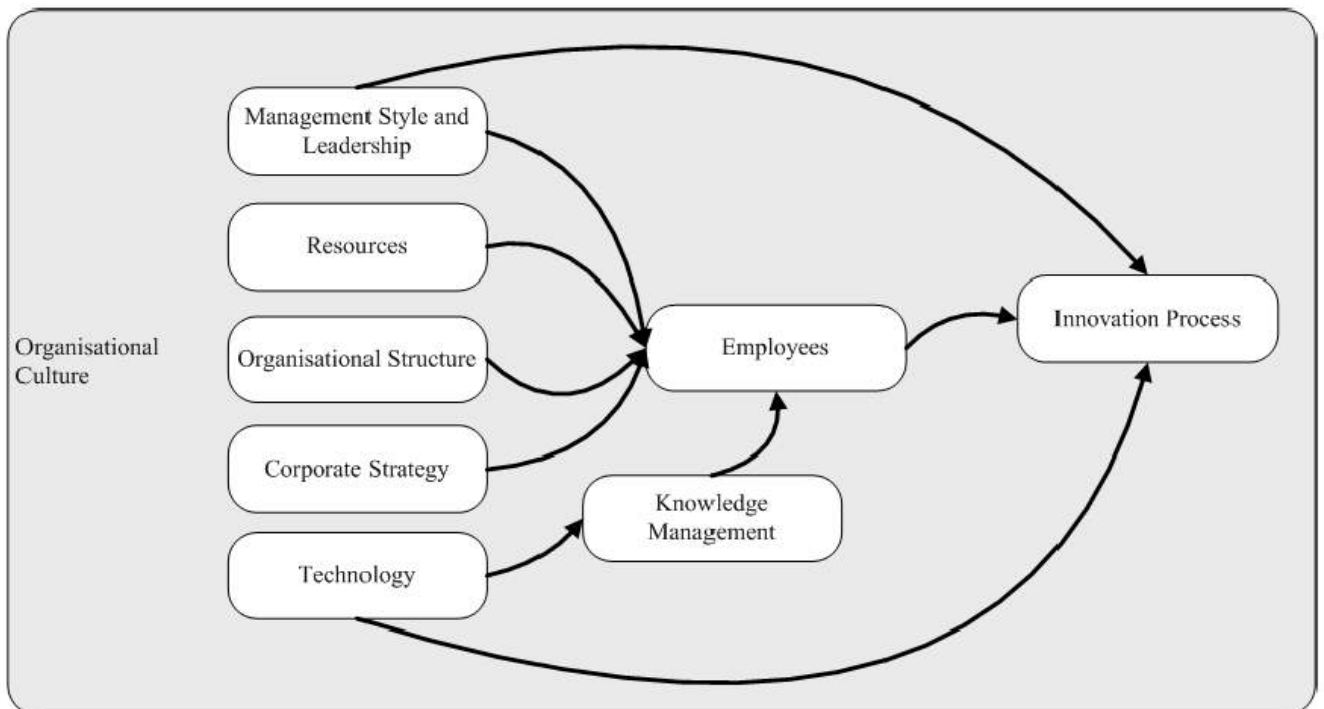 Management Style and
Leadership
Resources
Organisational
Culture
Organisational Structure
Employees
Innovation Process
Corporate Strategy
Knowledge
Management
Technology